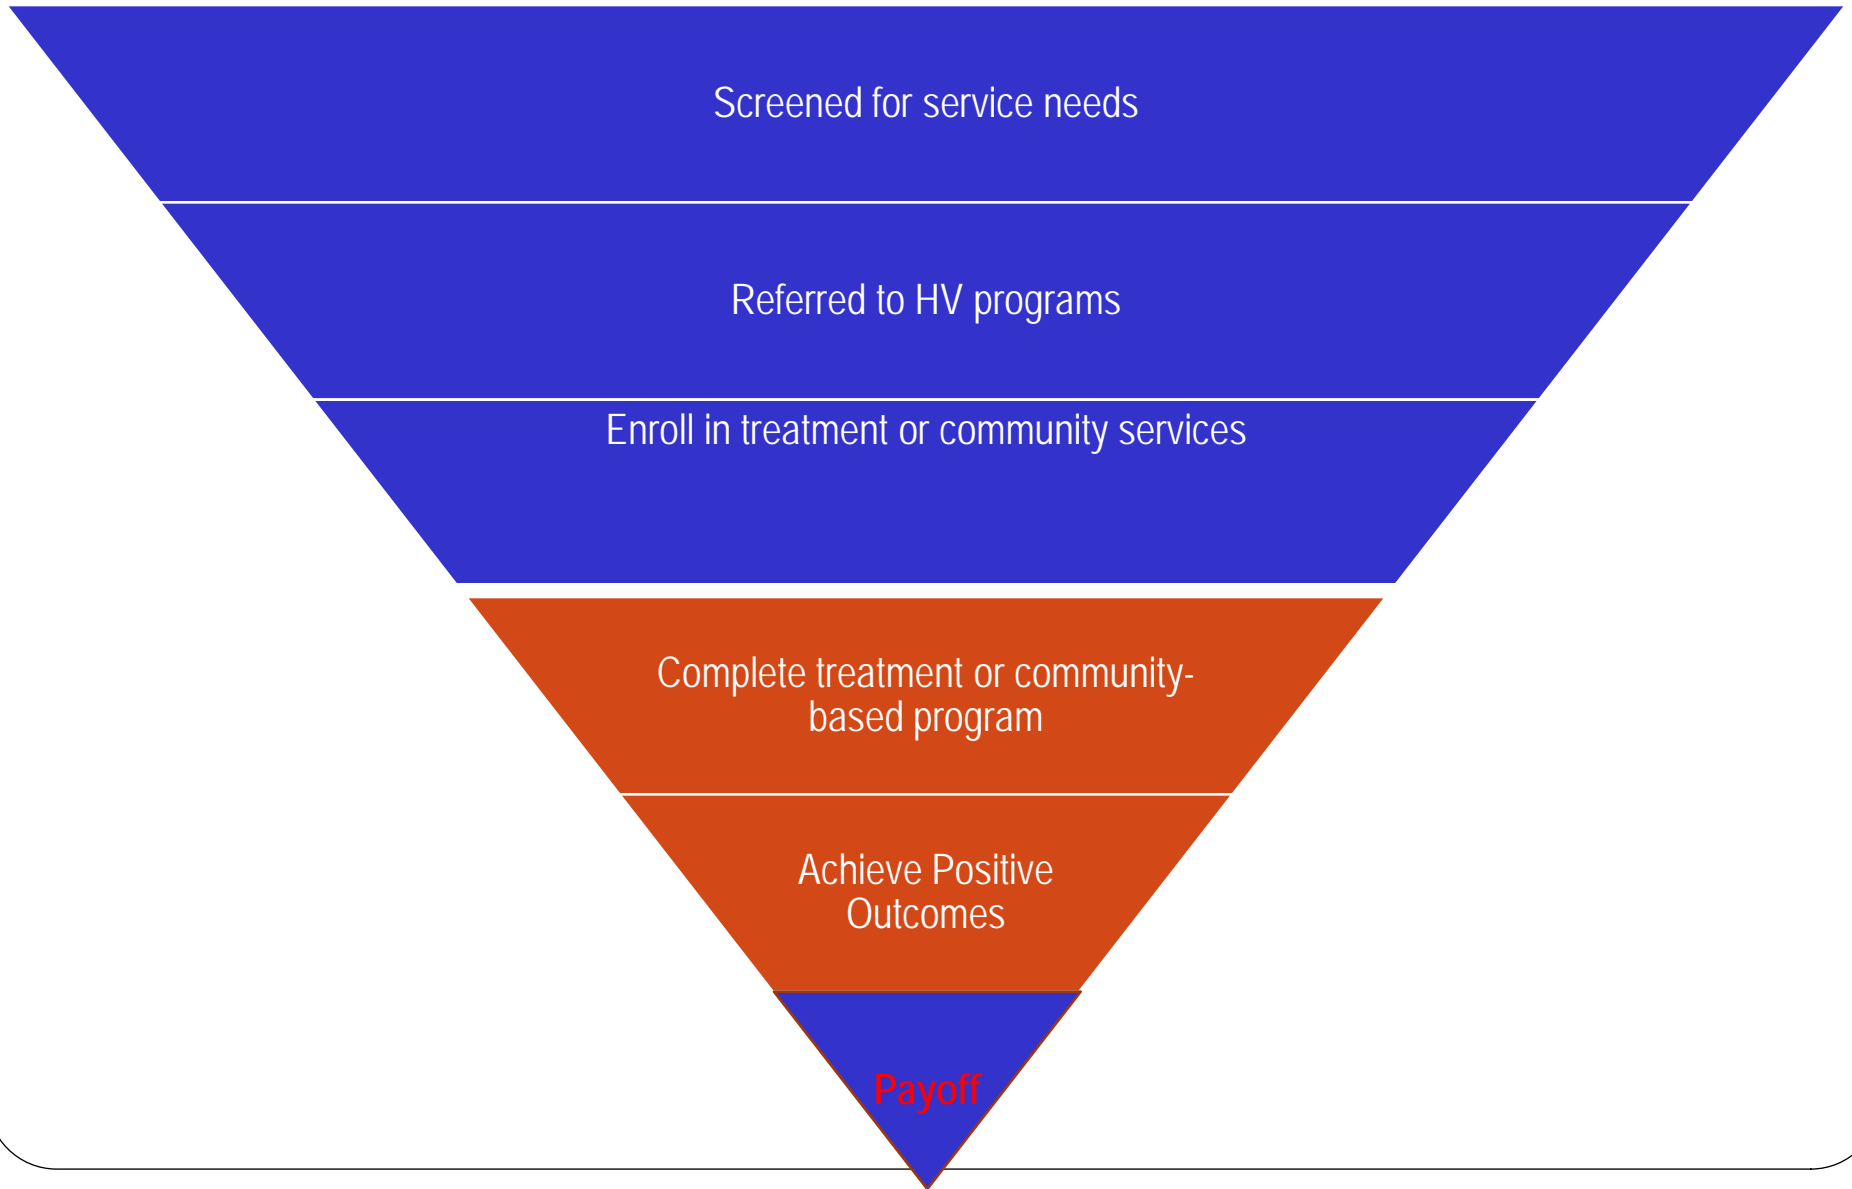 Screened for service needs
Referred to HV programs
Enroll in treatment or community services
Complete treatment or community-
based program
Achieve Positive
Outcomes
Payoff